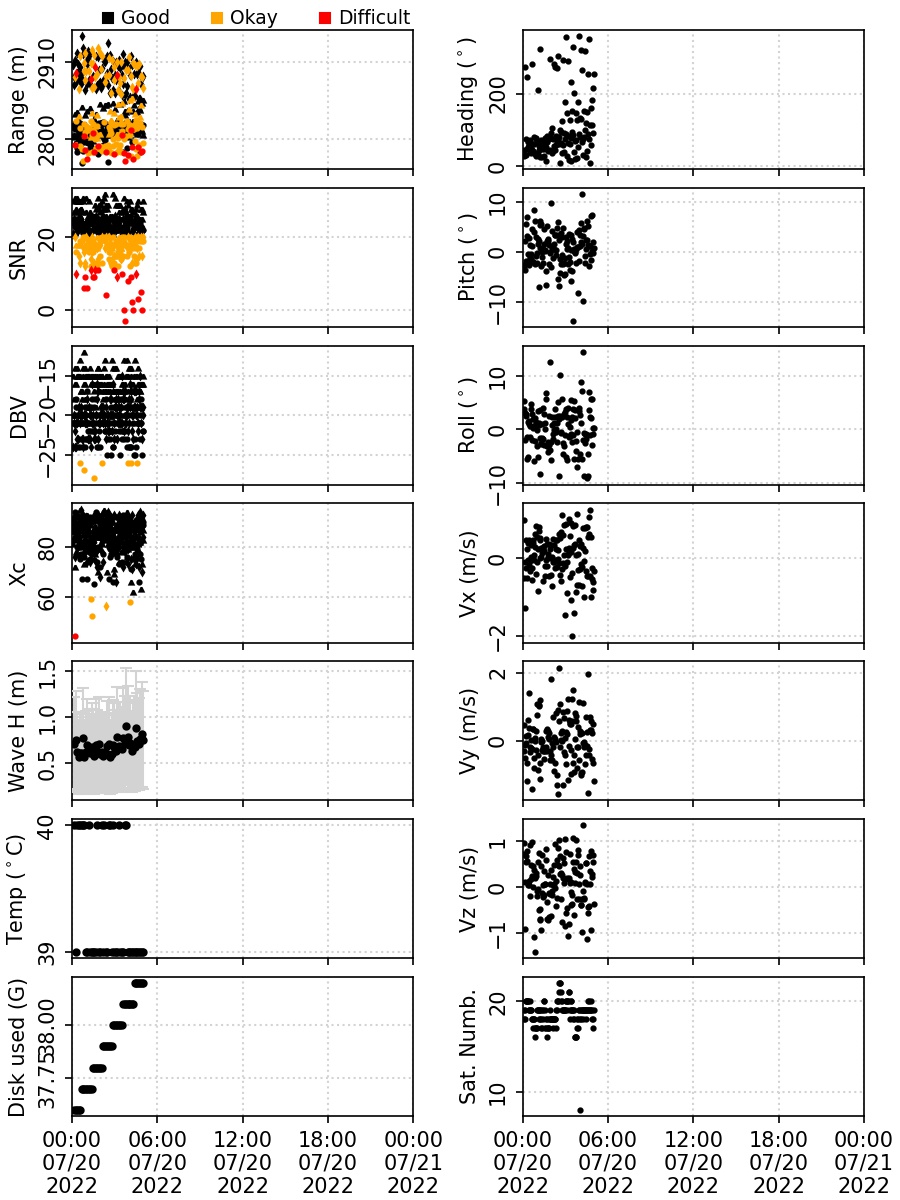 Good Okay Difficult
Range (m)
2910
2800
Heading (°)
200
0
SNR
20
0
Pitch (°)
10
0
−10
DBV
−15
−20
−25
Roll (°)
10
0
−10
Xc
80
60
Vx (m/s)
0
−2
Wave H (m)
1.5
1.0
0.5
Vy (m/s)
2
0
Temp (°C)
40
39
Vz (m/s)
1
0
−1
Disk used (G)
38.00
37.75
Sat. Numb.
20
10
00:00 06:00 12:00 18:00 00:00
07/20 07/20 07/20 07/20 07/21
2022 2022 2022 2022 2022
00:00 06:00 12:00 18:00 00:00
07/20 07/20 07/20 07/20 07/21
2022 2022 2022 2022 2022